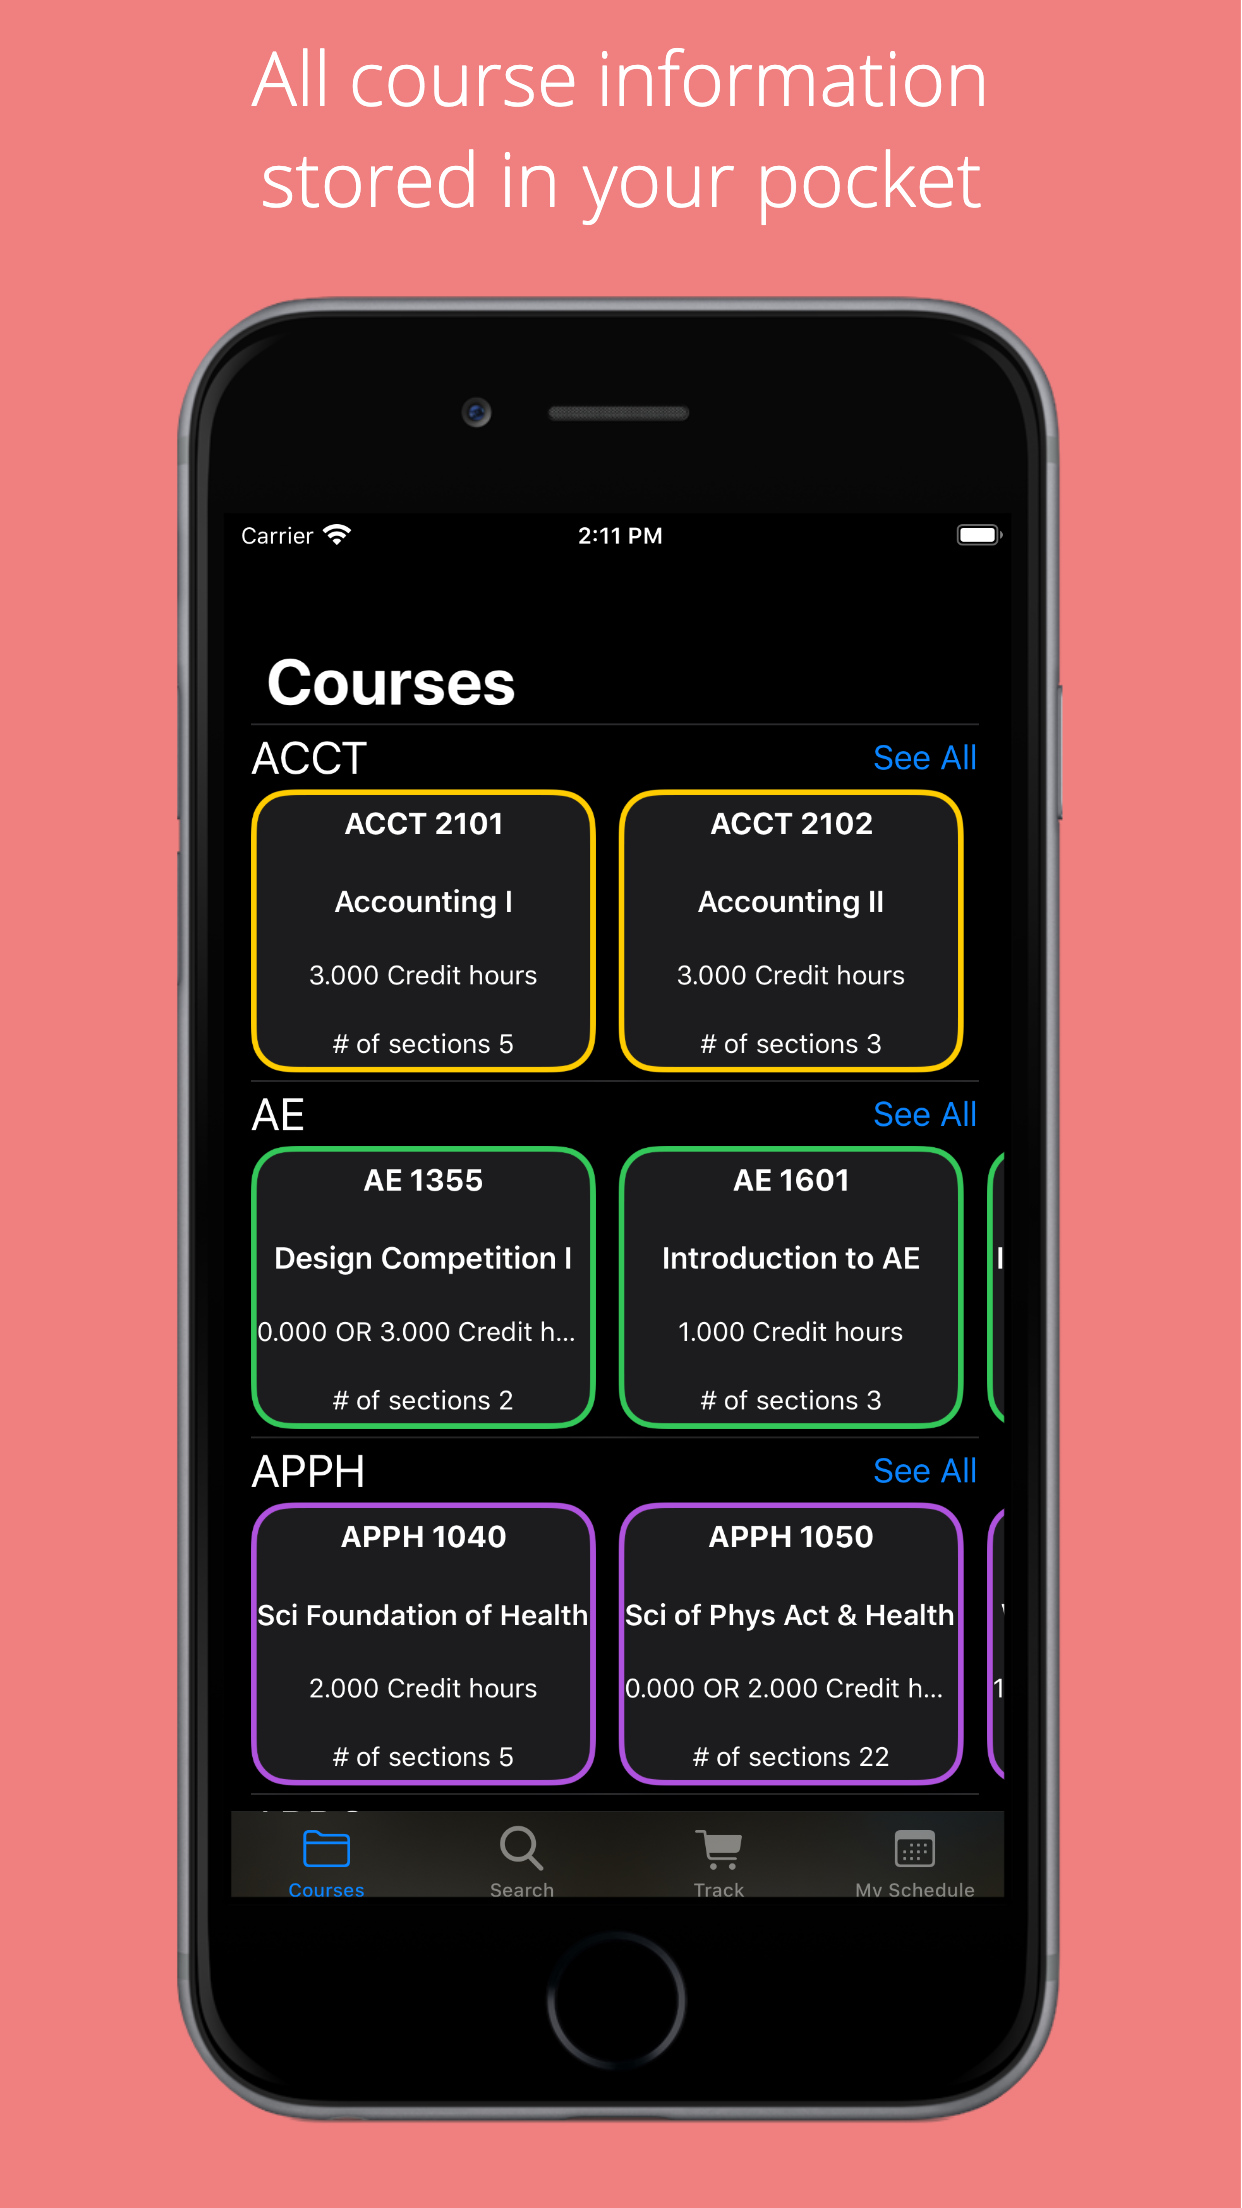 All course information
stored in your pocket
Carrier
2:11 PM
Courses
ACCT
See All
ACCT 2101
Accounting I
3.000 Credit hours
# of sections 5
ACCT 2102
Accounting II
3.000 Credit hours
# of sections 3
AE
See All
AE 1355
Design Competition I
0.000 OR 3.000 Credit h...
# of sections 2
AE 1601
Introduction to AE
1.000 Credit hours
# of sections 3
APPH
See All
APPH 1040
Sci Foundation of Health
2.000 Credit hours
# of sections 5
APPH 1050
Sci of Phys Act & Health
0.000 OR 2.000 Credit h...
# of sections 22
1
Courses
Search
Track
My Schedule